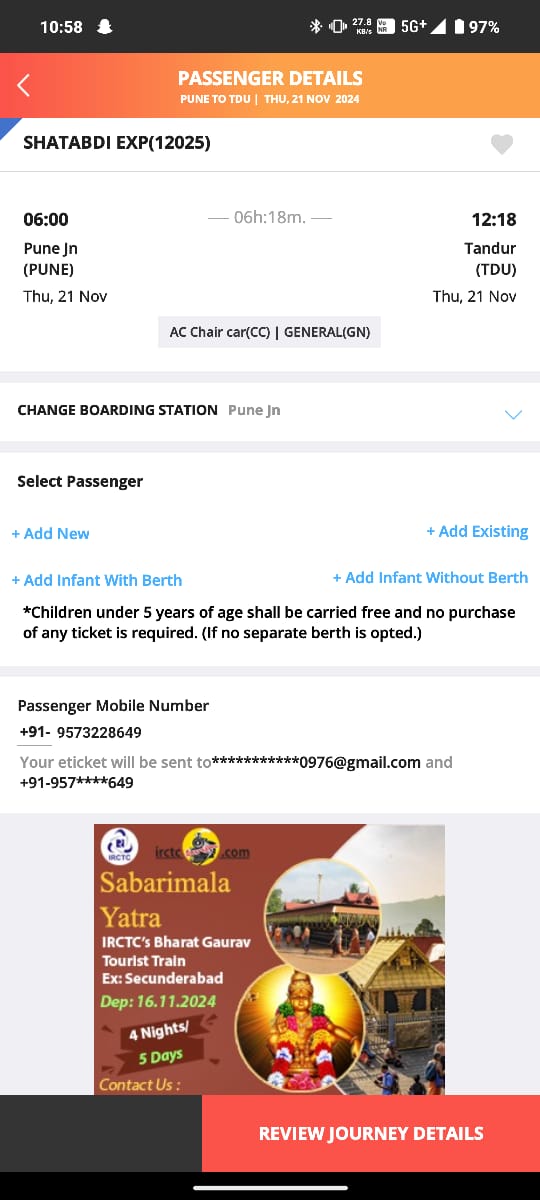 10:58
27.8 KB/s Vo NR 5G+ 97%
PASSENGER DETAILS
PUNE TO TDU | THU, 21 NOV 2024
SHATABDI EXP(12025)
06:00 — 06h:18m. — 12:18
Pune Jn Tandur
(PUNE) (TDU)
Thu, 21 Nov Thu, 21 Nov
AC Chair car(CC) | GENERAL(GN)
CHANGE BOARDING STATION Pune Jn
Select Passenger
+ Add New + Add Existing
+ Add Infant With Berth + Add Infant Without Berth
*Children under 5 years of age shall be carried free and no purchase
of any ticket is required. (If no separate berth is opted.)
Passenger Mobile Number
+91- 9573228649
Your eticket will be sent to***********0976@gmail.com and
+91-957****649
IRCTC irctc .com
Sabarimala
Yatra
IRCTC's Bharat Gaurav
Tourist Train
Ex: Secunderabad
Dep: 16.11.2024
4 Nights/
5 Days
Contact Us :
REVIEW JOURNEY DETAILS